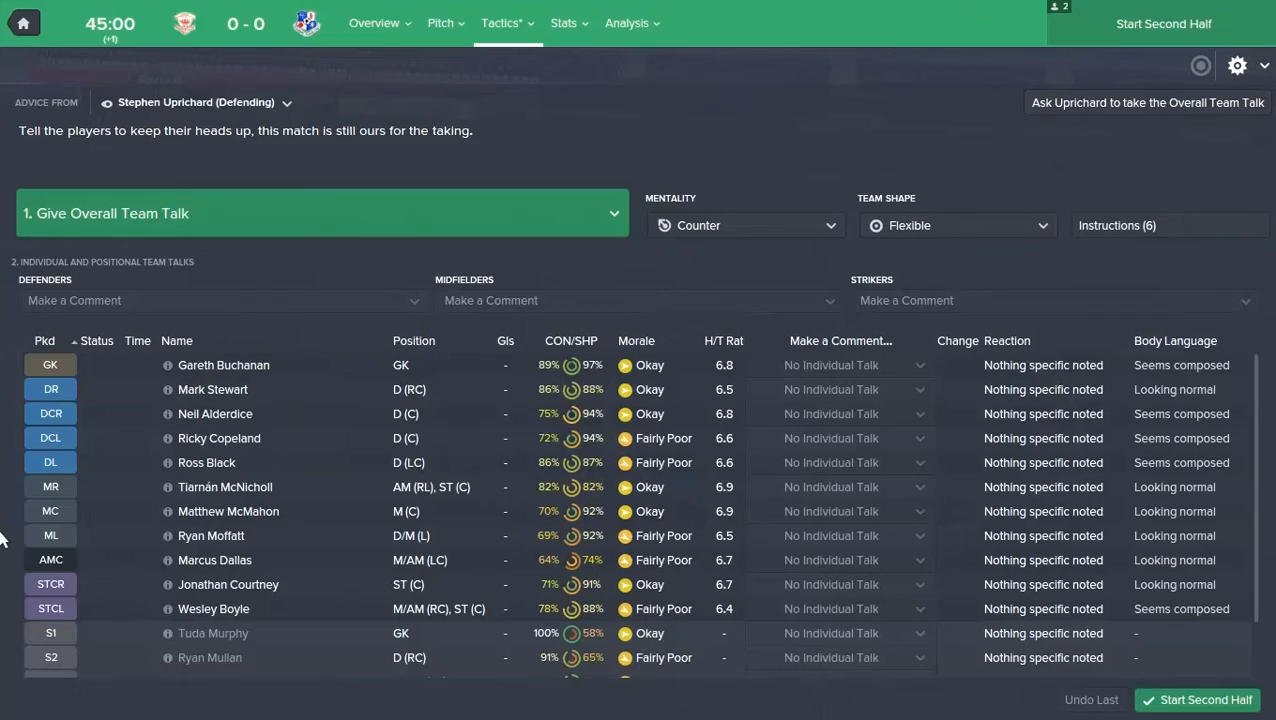 45:00 0 - 0 Overview Pitch Tactics* Stats Analysis 2 Start Second Half
(+1)
ADVICE FROM Stephen Uprichard (Defending) Ask Uprichard to take the Overall Team Talk
Tell the players to keep their heads up, this match is still ours for the taking.
MENTALITY TEAM SHAPE
1. Give Overall Team Talk Counter Flexible Instructions (6)
2. INDIVIDUAL AND POSITIONAL TEAM TALKS
DEFENDERS MIDFIELDERS STRIKERS
Make a Comment Make a Comment Make a Comment
Pkd Status Time Name Position Gls CON/SHP Morale H/T Rat Make a Comment... Change Reaction Body Language
GK Gareth Buchanan GK - 89% 97% Okay 6.8 No Individual Talk Nothing specific noted Seems composed
DR Mark Stewart D (RC) - 86% 88% Okay 6.5 No Individual Talk Nothing specific noted Looking normal
DCR Neil Alderdice D (C) - 75% 94% Okay 6.8 No Individual Talk Nothing specific noted Seems composed
DCL Ricky Copeland D (C) - 72% 94% Fairly Poor 6.6 No Individual Talk Nothing specific noted Seems composed
DL Ross Black D (LC) - 86% 87% Fairly Poor 6.6 No Individual Talk Nothing specific noted Seems composed
MR Tiarnán McNicholl AM (RL), ST (C) - 82% 82% Okay 6.9 No Individual Talk Nothing specific noted Looking normal
MC Matthew McMahon M (C) - 70% 92% Okay 6.9 No Individual Talk Nothing specific noted Looking normal
ML Ryan Moffatt D/M (L) - 69% 92% Fairly Poor 6.5 No Individual Talk Nothing specific noted Looking normal
AMC Marcus Dallas M/AM (LC) - 64% 74% Fairly Poor 6.7 No Individual Talk Nothing specific noted Looking normal
STCR Jonathan Courtney ST (C) - 71% 91% Okay 6.7 No Individual Talk Nothing specific noted Looking normal
STCL Wesley Boyle M/AM (RC), ST (C) - 78% 88% Fairly Poor 6.4 No Individual Talk Nothing specific noted Seems composed
S1 Tuda Murphy GK - 100% 58% Okay - No Individual Talk Nothing specific noted -
S2 Ryan Mullan D (RC) - 91% 65% Fairly Poor - No Individual Talk Nothing specific noted -
Undo Last Start Second Half